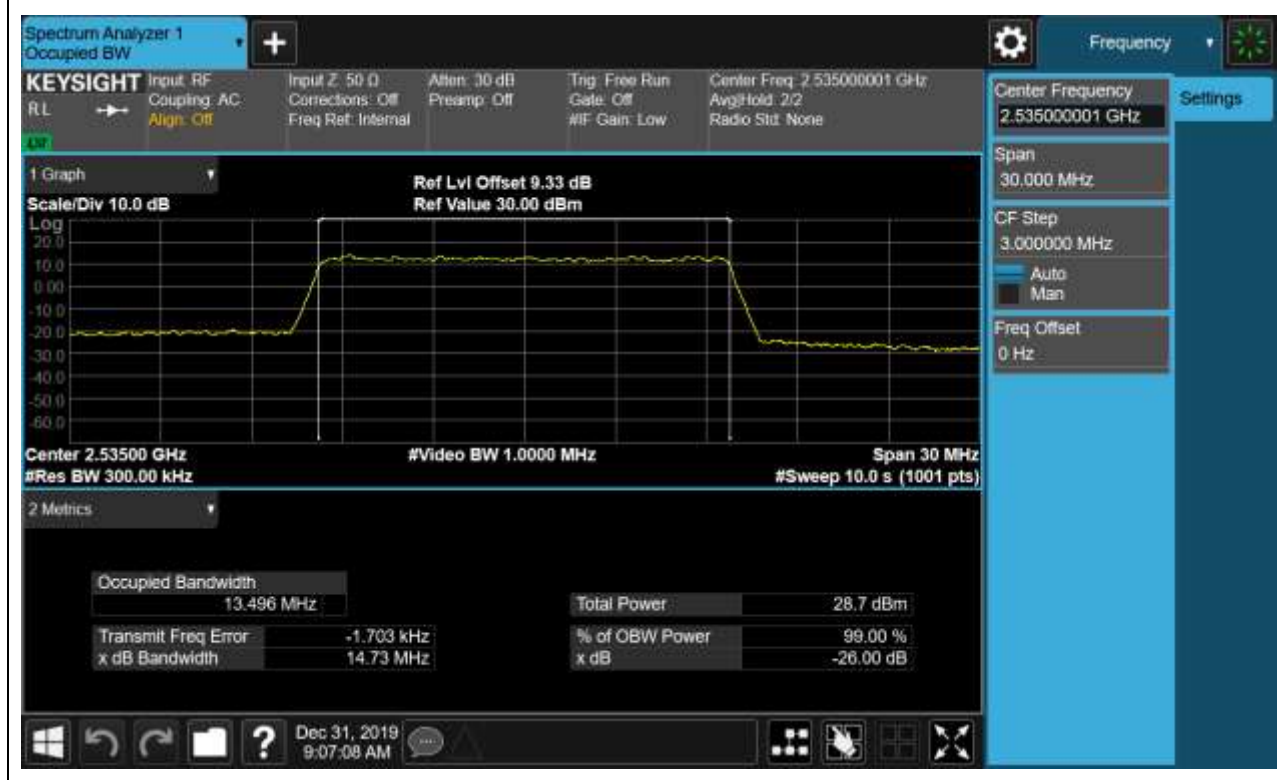 Spectrum Analyzer 1
Occupied BW
Frequency
KEYSIGHT
RL
Input: RF
Coupling: AC
Align: Off
Input Z: 50 Ω
Corrections: Off
Freq Ref: Internal
Atten: 30 dB
Preamp: Off
Trig: Free Run
Gate: Off
#IF Gain: Low
Center Freq: 2.535000001 GHz
Avg|Hold: 2/2
Radio Std: None
1 Graph
Scale/Div 10.0 dB
Ref Lvl Offset 9.33 dB
Ref Value 30.00 dBm
Log
20.0
10.0
0.00
-10.0
-20.0
-30.0
-40.0
-50.0
-60.0
Center 2.53500 GHz
#Res BW 300.00 kHz
#Video BW 1.0000 MHz
Span 30 MHz
#Sweep 10.0 s (1001 pts)
2 Metrics
Occupied Bandwidth
13.496 MHz
Transmit Freq Error -1.703 kHz
x dB Bandwidth 14.73 MHz
Total Power 28.7 dBm
% of OBW Power 99.00 %
x dB -26.00 dB
Dec 31, 2019
9:07:08 AM
Center Frequency
2.535000001 GHz
Settings
Span
30.000 MHz
CF Step
3.000000 MHz
Auto
Man
Freq Offset
0 Hz